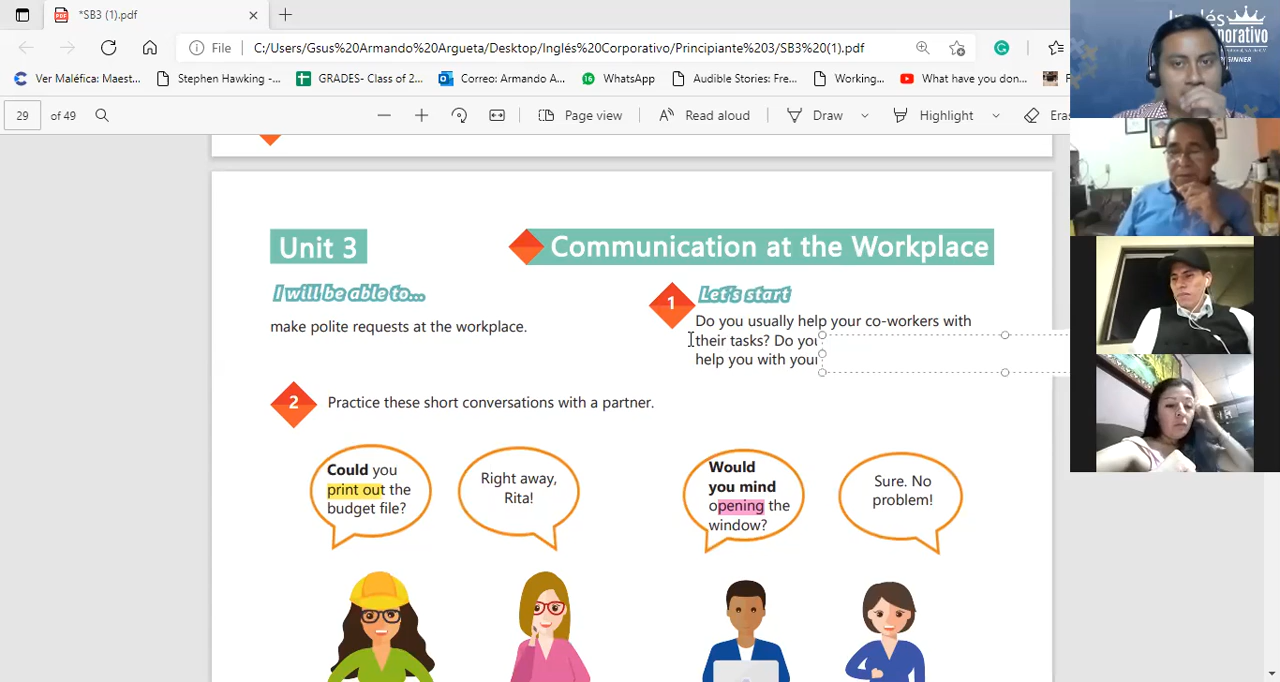 *SB3 (1).pdf
File
C:/Users/Gsus%20Armando%20Argueta/Desktop/Inglés%20Corporativo/Principiante%203/SB3%20(1).pdf
Ver Maléfica: Maest...
Stephen Hawking -...
GRADES- Class of 2...
Correo: Armando A...
16
WhatsApp
Audible Stories: Fre...
Working...
What have you don...
29 of 49
Page view
Read aloud
Draw
Highlight
Eras
Inglés
Unit 3
Communication at the Workplace
I will be able to...
make polite requests at the workplace.
1
Let's start
Do you usually help your co-workers with
their tasks? Do you
help you with your
2
Practice these short conversations with a partner.
Could you
print out the
budget file?
Right away,
Rita!
Would
you mind
opening the
window?
Sure. No
problem!